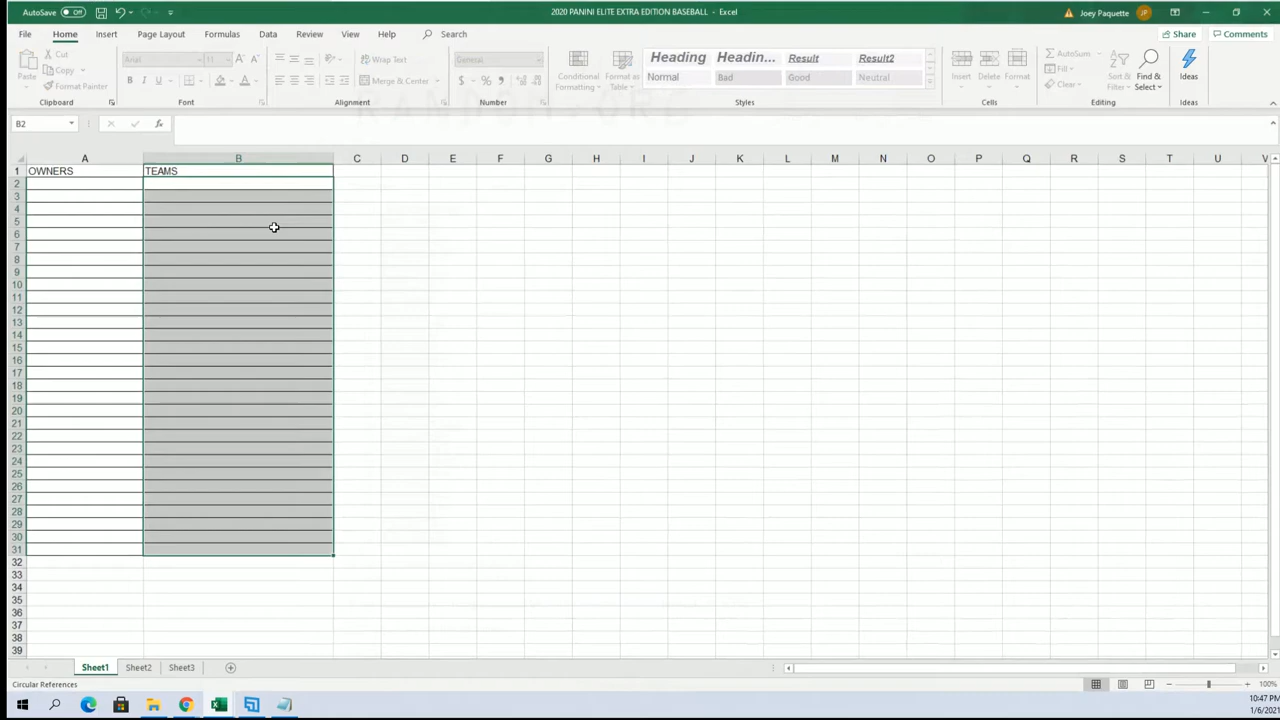 AutoSave Off 2020 PANINI ELITE EXTRA EDITION BASEBALL - Excel Joey Paquette JP
File Home Insert Page Layout Formulas Data Review View Help Search Share Comments
Cut
Copy
Format Painter
Paste
Clipboard
Arial 11
B I U A
Font
Wrap Text
Merge & Center
Alignment
General
$ % ,
Number
Conditional Formatting
Format as Table
Heading Headin... Result Result2
Normal Bad Good Neutral
Styles
Insert Delete Format
Cells
AutoSum
Fill
Clear
Sort & Filter
Find & Select
Editing
Ideas
Ideas
B2 fx
A B C D E F G H I J K L M N O P Q R S T U V
1 OWNERS TEAMS
2
3
4
5
6
7
8
9
10
11
12
13
14
15
16
17
18
19
20
21
22
23
24
25
26
27
28
29
30
31
32
33
34
35
36
37
38
39
Sheet1 Sheet2 Sheet3
Circular References 100%
10:47 PM
1/6/2021